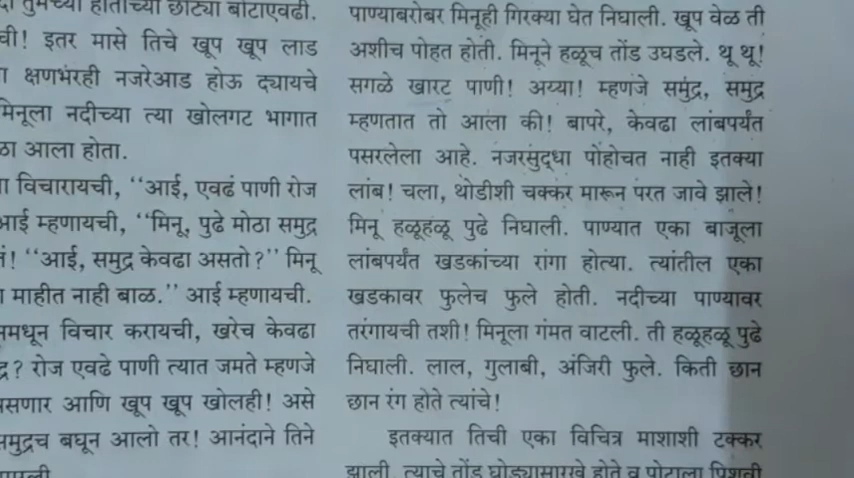 तुमच्या हाताच्या छोट्या बोटाएवढी.
इतर मासे तिचे खूप खूप लाड
क्षणभरही नजरेआड होऊ द्यायचे
मिनूला नदीच्या त्या खोलगट भागात
आला होता.
विचारायची, ‘‘आई, एवढं पाणी रोज
आई म्हणायची, ‘‘मिनू, पुढे मोठा समुद्र
‘‘आई, समुद्र केवढा असतो?’’ मिनू
माहीत नाही बाळ.’’ आई म्हणायची.
विचार करायची, खरेच केवढा
रोज एवढे पाणी त्यात जमते म्हणजे
आणि खूप खूप खोलही! असे
बघून आलो तर! आनंदाने तिने
पाण्याबरोबर मिनूही गिरक्या घेत निघाली. खूप वेळ ती
अशीच पोहत होती. मिनूने हळूच तोंड उघडले. थू थू!
सगळे खारट पाणी! अय्या! म्हणजे समुद्र, समुद्र
म्हणतात तो आला की! बापरे, केवढा लांबपर्यंत
पसरलेला आहे. नजरसुद्धा पोहोचत नाही इतक्या
लांब! चला, थोडीशी चक्कर मारून परत जावे झाले!
मिनू हळूहळू पुढे निघाली. पाण्यात एका बाजूला
लांबपर्यंत खडकांच्या रांगा होत्या. त्यांतील एका
खडकावर फुलेच फुले होती. नदीच्या पाण्यावर
तरंगायची तशी! मिनूला गंमत वाटली. ती हळूहळू पुढे
निघाली. लाल, गुलाबी, अंजिरी फुले. किती छान
छान रंग होते त्यांचे!
इतक्यात तिची एका विचित्र माशाशी टक्कर
झाली. त्याचे तोंड घोड्यासारखे होते व पोटाला पिशवी